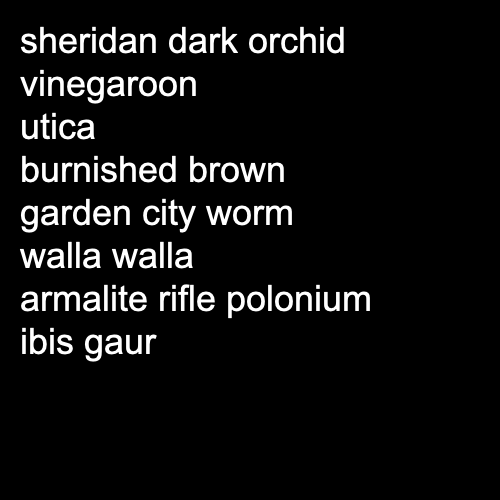 sheridan dark orchid
vinegaroon
utica
burnished brown
garden city worm
walla walla
armalite rifle polonium
ibis gaur